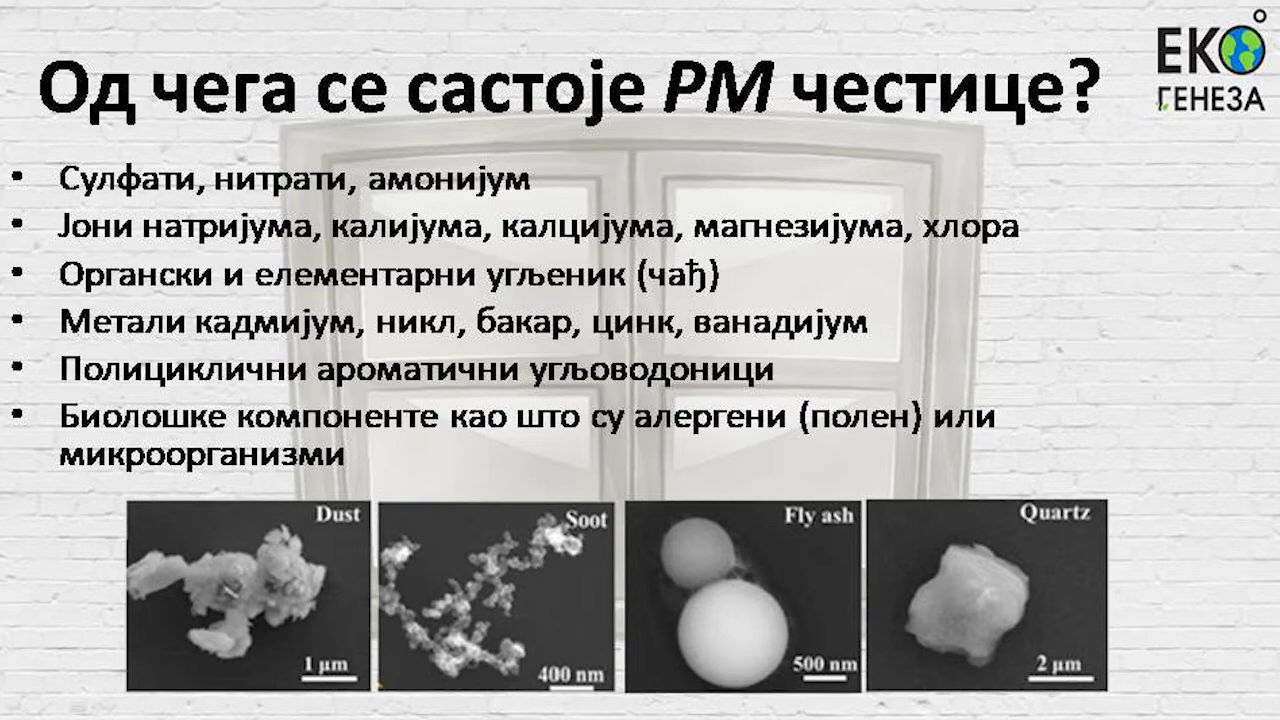 Од чега се састоје PM честице?
ЕКО
ГЕНЕЗА
• Сулфати, нитрати, амонијум
• Јони натријума, калијума, калцијума, магнезијума, хлора
• Органски и елементарни угљеник (чађ)
• Метали кадмијум, никл, бакар, цинк, ванадијум
• Полициклични ароматични угљоводоници
• Биолошке компоненте као што су алергени (полен) или
микроорганизми
Dust
1 μm
Soot
400 nm
Fly ash
500 nm
Quartz
2 μm